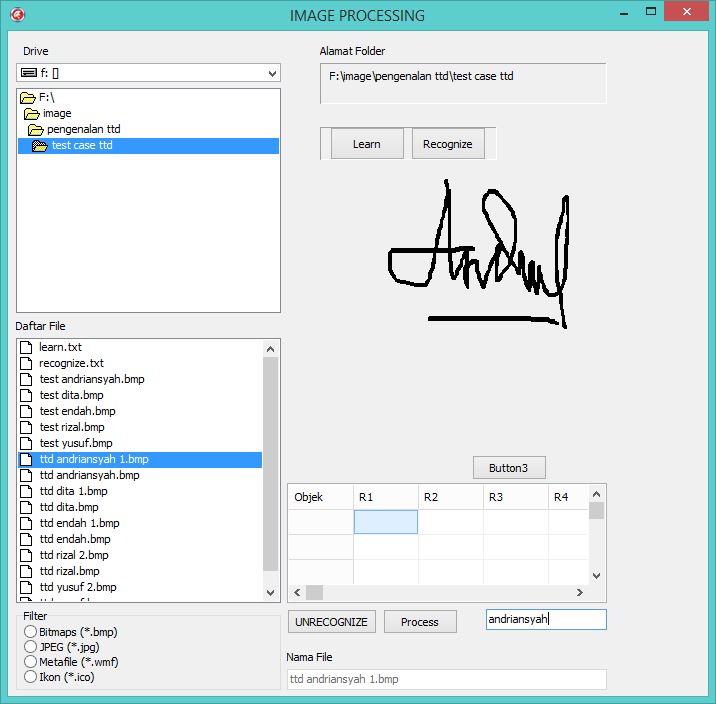 IMAGE PROCESSING
Drive
f: []
F:\
image
pengenalan ttd
test case ttd
Alamat Folder
F:\image\pengenalan ttd\test case ttd
Learn
Recognize
Daftar File
learn.txt
recognize.txt
test andriansyah.bmp
test dita.bmp
test endah.bmp
test rizal.bmp
test yusuf.bmp
ttd andriansyah 1.bmp
ttd andriansyah.bmp
ttd dita 1.bmp
ttd dita.bmp
ttd endah 1.bmp
ttd endah.bmp
ttd rizal 2.bmp
ttd rizal.bmp
ttd yusuf 2.bmp
Button3
Objek R1 R2 R3 R4
UNRECOGNIZE
Process
andriansyah
Filter
Bitmaps (*.bmp)
JPEG (*.jpg)
Metafile (*.wmf)
Ikon (*.ico)
Nama File
ttd andriansyah 1.bmp